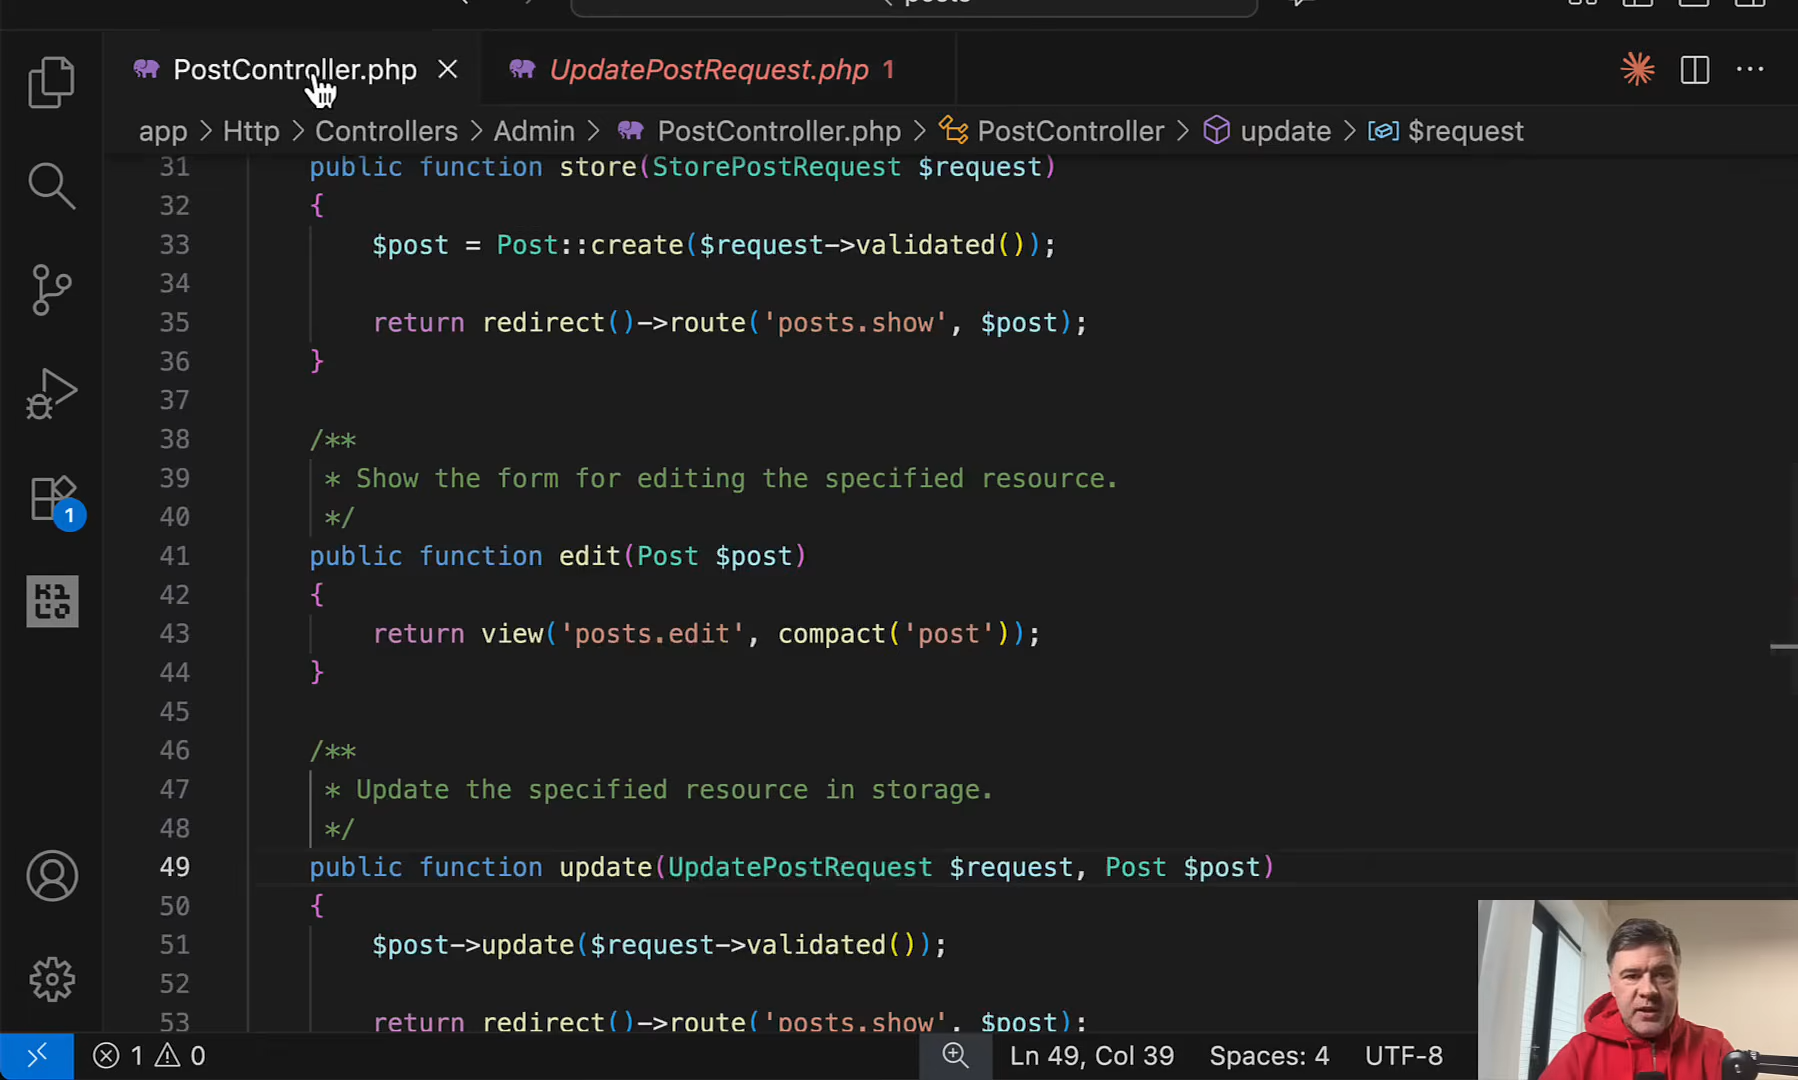 posts
PostController.php
UpdatePostRequest.php 1
app > Http > Controllers > Admin > PostController.php > PostController > update > $request
31 public function store(StorePostRequest $request)
32 {
33 $post = Post::create($request->validated());
34
35 return redirect()->route('posts.show', $post);
36 }
37
38 /**
39 * Show the form for editing the specified resource.
40 */
41 public function edit(Post $post)
42 {
43 return view('posts.edit', compact('post'));
44 }
45
46 /**
47 * Update the specified resource in storage.
48 */
49 public function update(UpdatePostRequest $request, Post $post)
50 {
51 $post->update($request->validated());
52
53 return redirect()->route('posts.show', $post);
1
1 0
Ln 49, Col 39
Spaces: 4
UTF-8